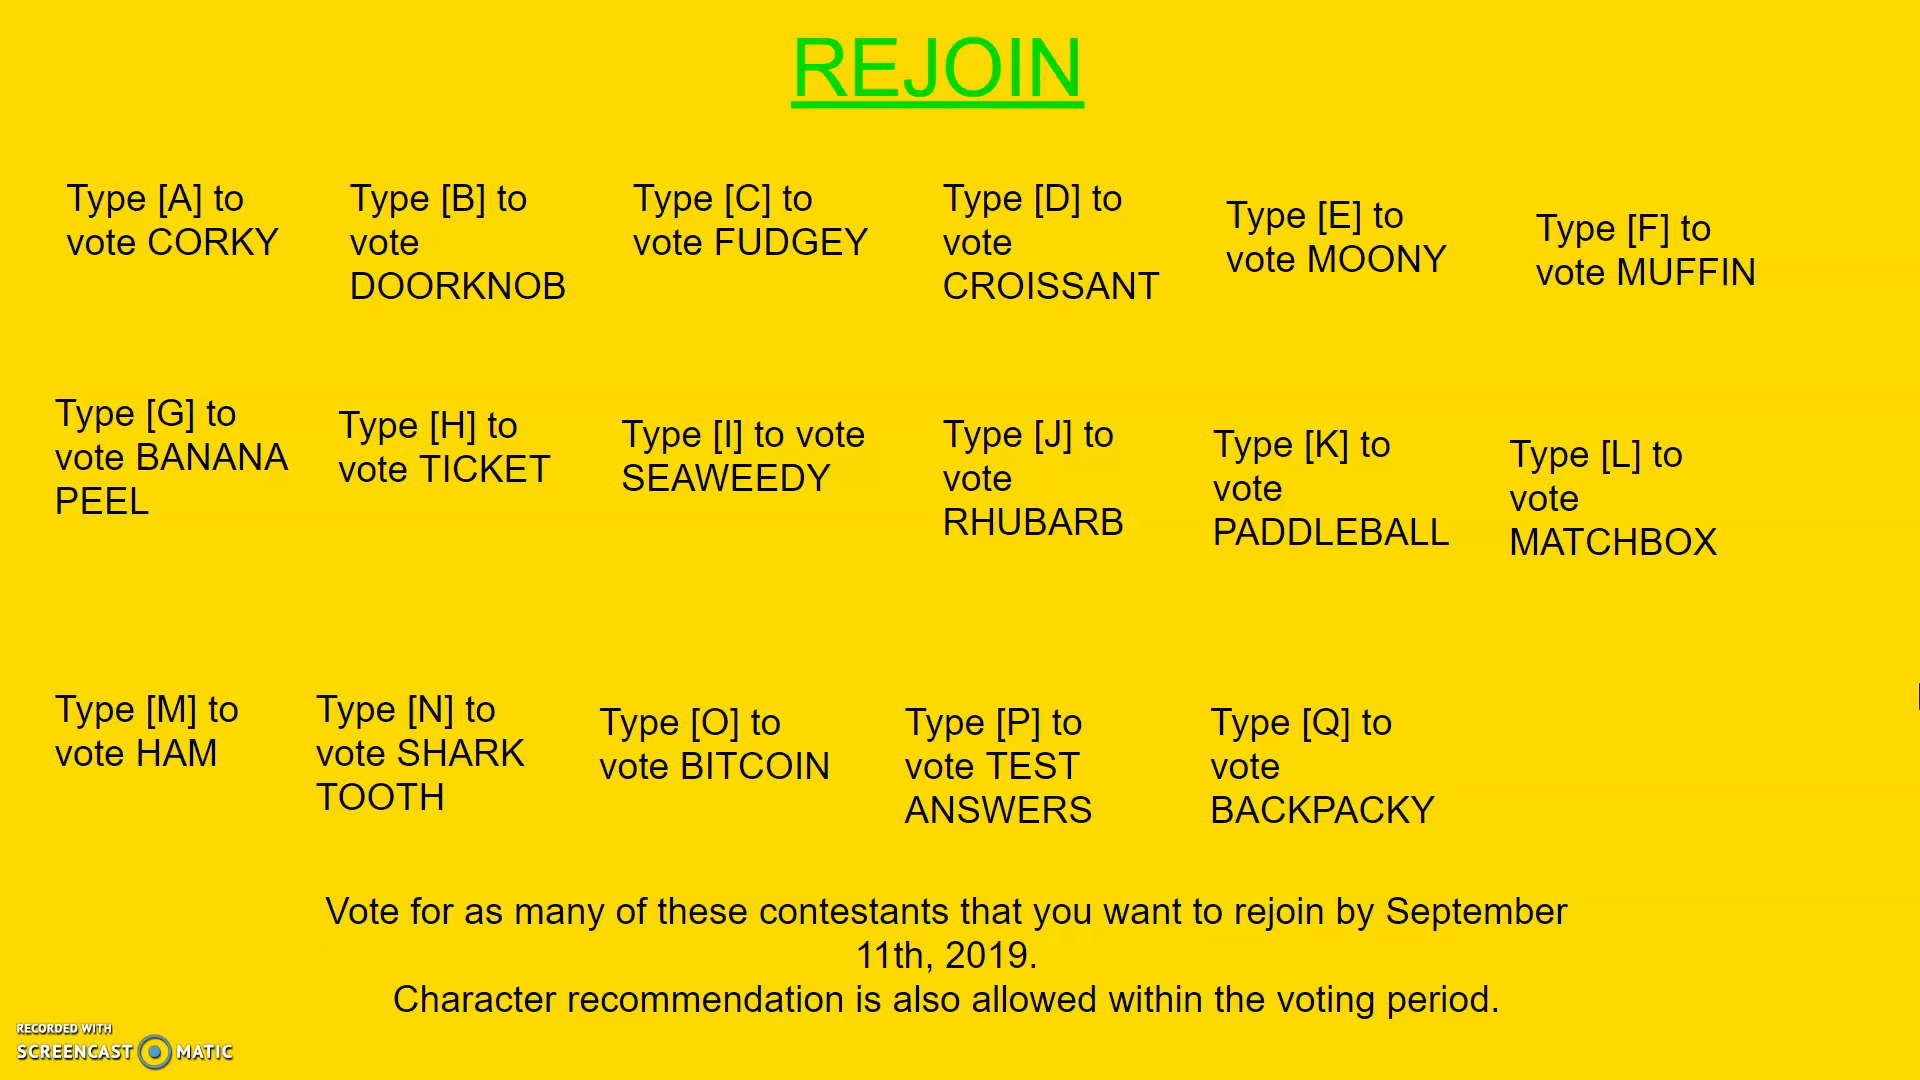 REJOIN
Type [A] to
vote CORKY
Type [B] to
vote
DOORKNOB
Type [C] to
vote FUDGEY
Type [D] to
vote
CROISSANT
Type [E] to
vote MOONY
Type [F] to
vote MUFFIN
Type [G] to
vote BANANA
PEEL
Type [H] to
vote TICKET
Type [I] to vote
SEAWEEDY
Type [J] to
vote
RHUBARB
Type [K] to
vote
PADDLEBALL
Type [L] to
vote
MATCHBOX
Type [M] to
vote HAM
Type [N] to
vote SHARK
TOOTH
Type [O] to
vote BITCOIN
Type [P] to
vote TEST
ANSWERS
Type [Q] to
vote
BACKPACKY
Vote for as many of these contestants that you want to rejoin by September
11th, 2019.
Character recommendation is also allowed within the voting period.
RECORDED WITH
SCREENCAST MATIC